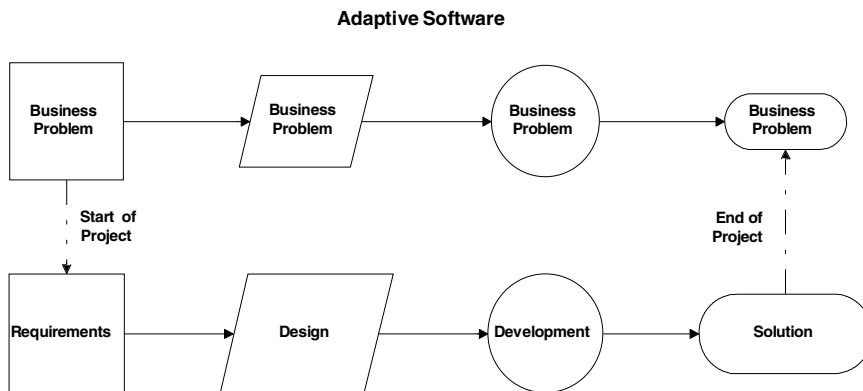 Adaptive Software
Business
Problem
Business
Problem
Business
Problem
Business
Problem
Start of
Project
End of
Project
Requirements
Design
Development
Solution